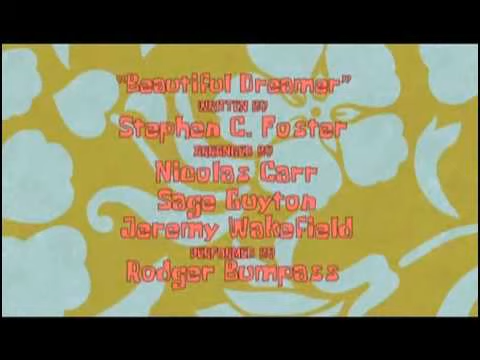 "Beautiful Dreamer"
WRITTEN BY
Stephen C. Foster
ARRANGED BY
Nicolas Carr
Sage Guyton
Jeremy Wakefield
PERFORMED BY
Rodger Bumpass